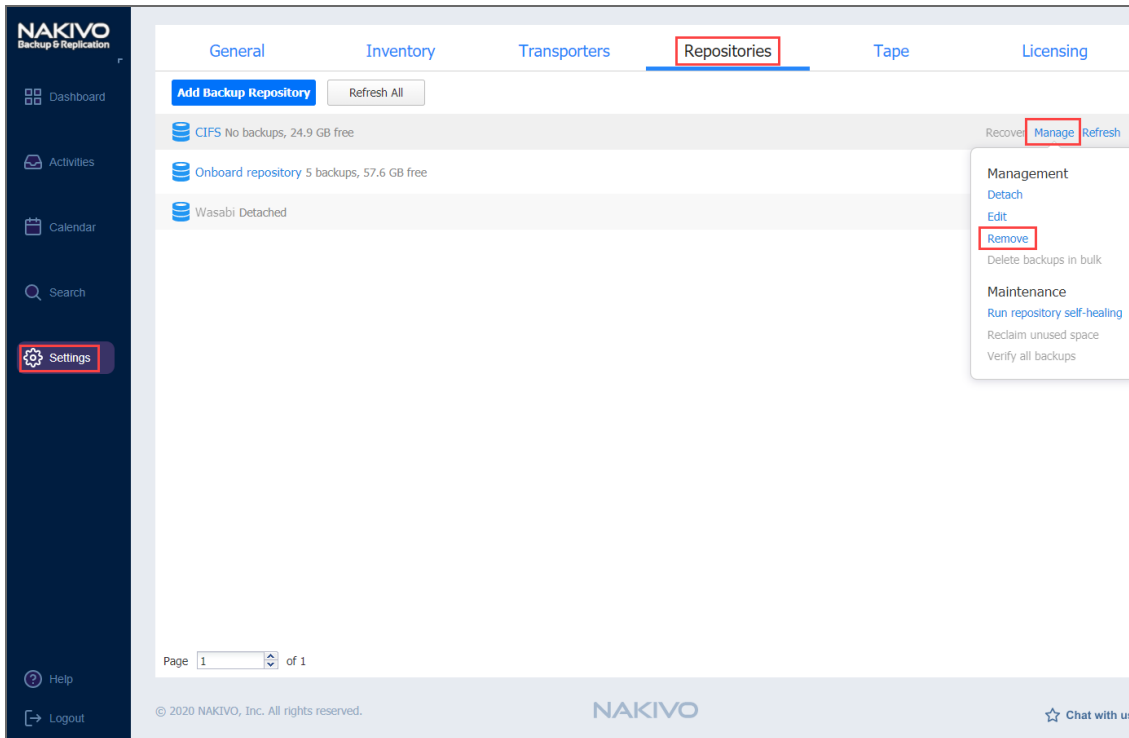 NAKIVO
Backup & Replication
General Inventory Transporters Repositories Tape Licensing
Dashboard
Activities
Calendar
Search
Settings
Help
Logout
Add Backup Repository Refresh All
CIFS No backups, 24.9 GB free Recover Manage Refresh
Onboard repository 5 backups, 57.6 GB free
Wasabi Detached
Management
Detach
Edit
Remove
Delete backups in bulk
Maintenance
Run repository self-healing
Reclaim unused space
Verify all backups
Page 1 of 1
© 2020 NAKIVO, Inc. All rights reserved. NAKIVO Chat with us